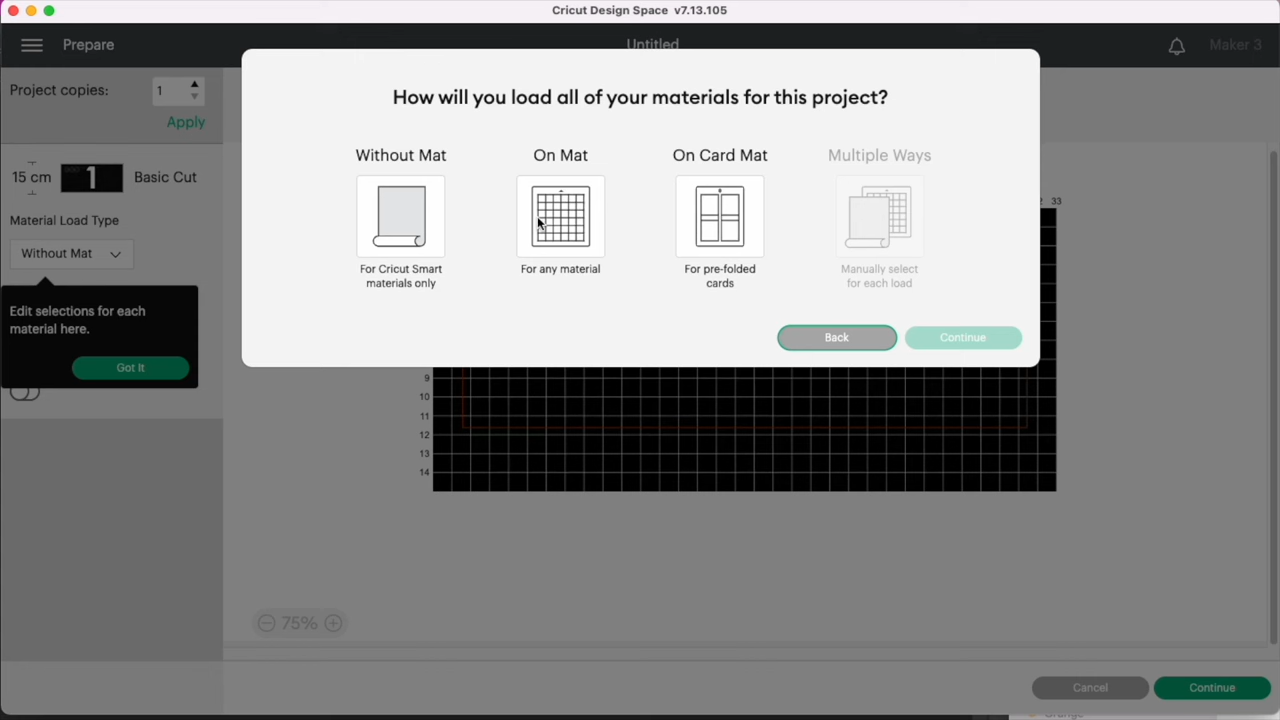 Cricut Design Space v7.13.105
Prepare
Untitled
Maker 3
Project copies:
1
Apply
15 cm
1
Basic Cut
Material Load Type
Without Mat
Edit selections for each
material here.
Got It
How will you load all of your materials for this project?
Without Mat
For Cricut Smart
materials only
On Mat
For any material
On Card Mat
For pre-folded
cards
Multiple Ways
Manually select
for each load
Back
Continue
33
9
10
11
12
13
14
75%
Cancel
Continue
Orange